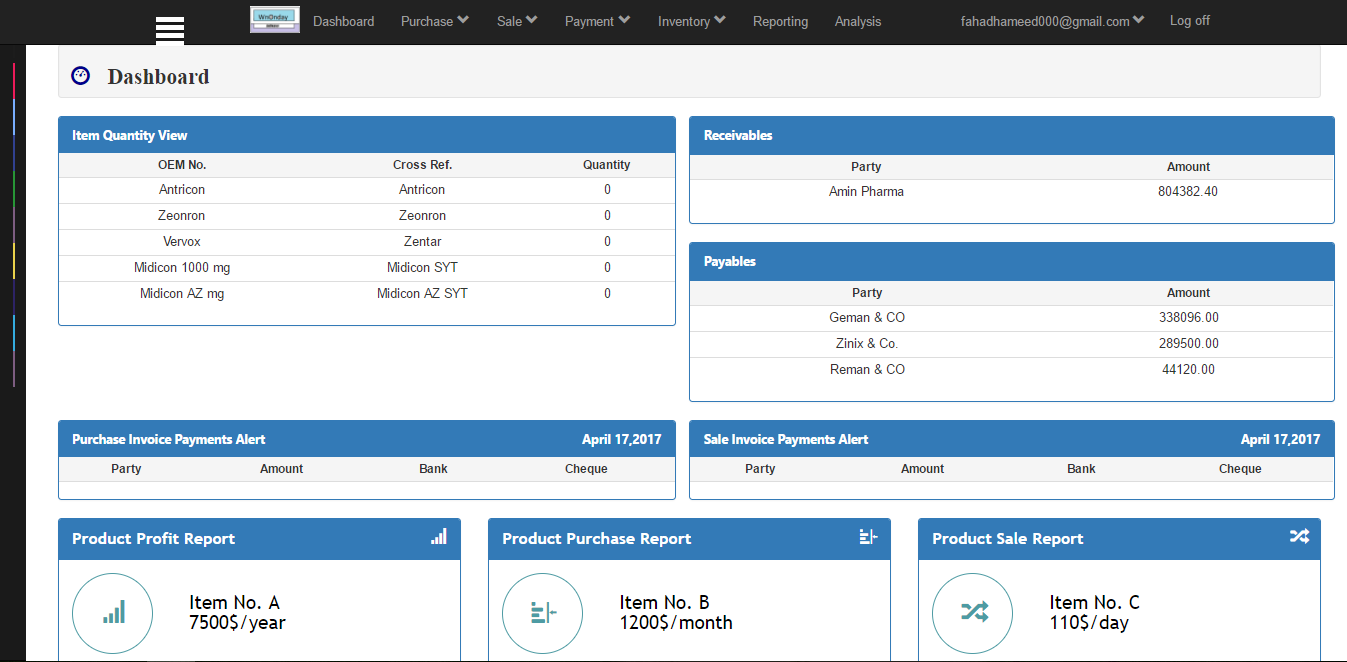 WnOnday Dashboard Purchase Sale Payment Inventory Reporting Analysis fahadhameed000@gmail.com Log off
Dashboard
Item Quantity View
OEM No. Cross Ref. Quantity
Antricon Antricon 0
Zeonron Zeonron 0
Vervox Zentar 0
Midicon 1000 mg Midicon SYT 0
Midicon AZ mg Midicon AZ SYT 0
Receivables
Party Amount
Amin Pharma 804382.40
Payables
Party Amount
Geman & CO 338096.00
Zinix & Co. 289500.00
Reman & CO 44120.00
Purchase Invoice Payments Alert April 17,2017
Party Amount Bank Cheque
Sale Invoice Payments Alert April 17,2017
Party Amount Bank Cheque
Product Profit Report
Item No. A
7500$/year
Product Purchase Report
Item No. B
1200$/month
Product Sale Report
Item No. C
110$/day